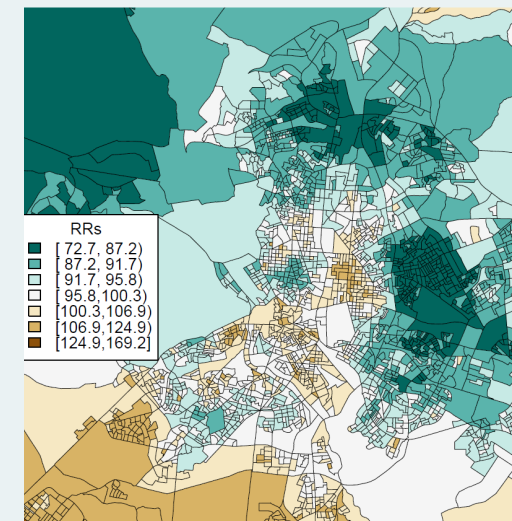 RRs
[ 72.7, 87.2)
[ 87.2, 91.7)
[ 91.7, 95.8)
[ 95.8,100.3)
[100.3,106.9)
[106.9,124.9)
[124.9,169.2]